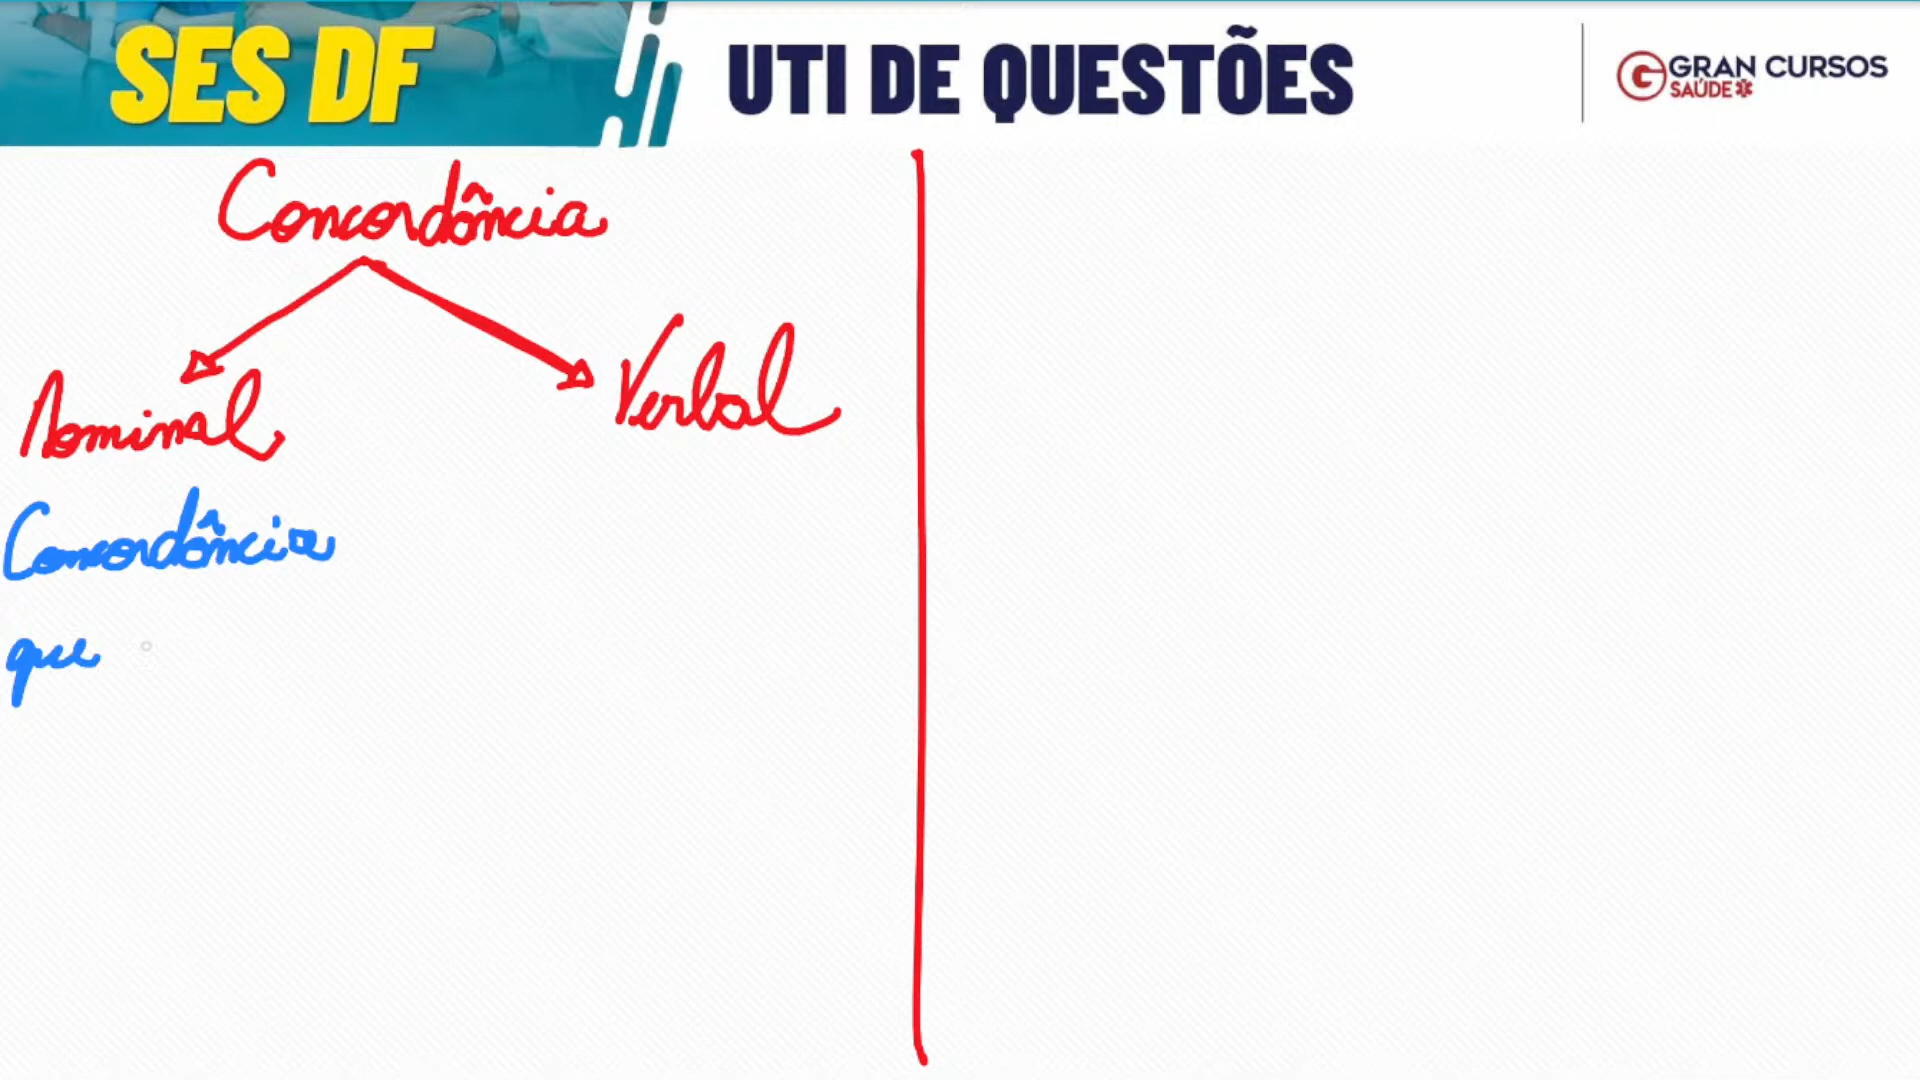 SES DF
UTI DE QUESTÕES
GRAN CURSOS
SAÚDE
Concordância
Nominal
Verbal
Concordância
que